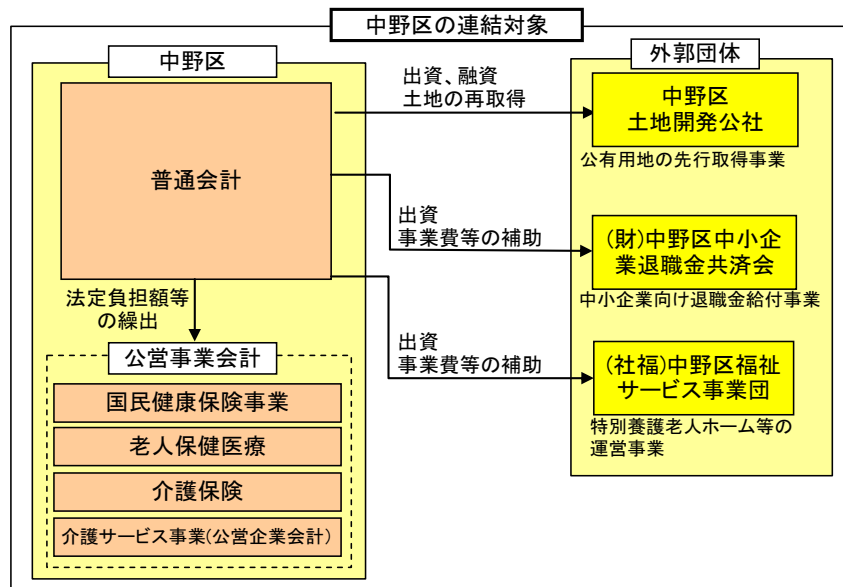 中野区の連結対象
中野区
普通会計
法定負担額等
の繰出
公営事業会計
国民健康保険事業
老人保健医療
介護保険
介護サービス事業(公営企業会計)
出資、融資
土地の再取得
出資
事業費等の補助
出資
事業費等の補助
外郭団体
中野区
土地開発公社
公有用地の先行取得事業
(財)中野区中小企
業退職金共済会
中小企業向け退職金給付事業
(社福)中野区福祉
サービス事業団
特別養護老人ホーム等の
運営事業